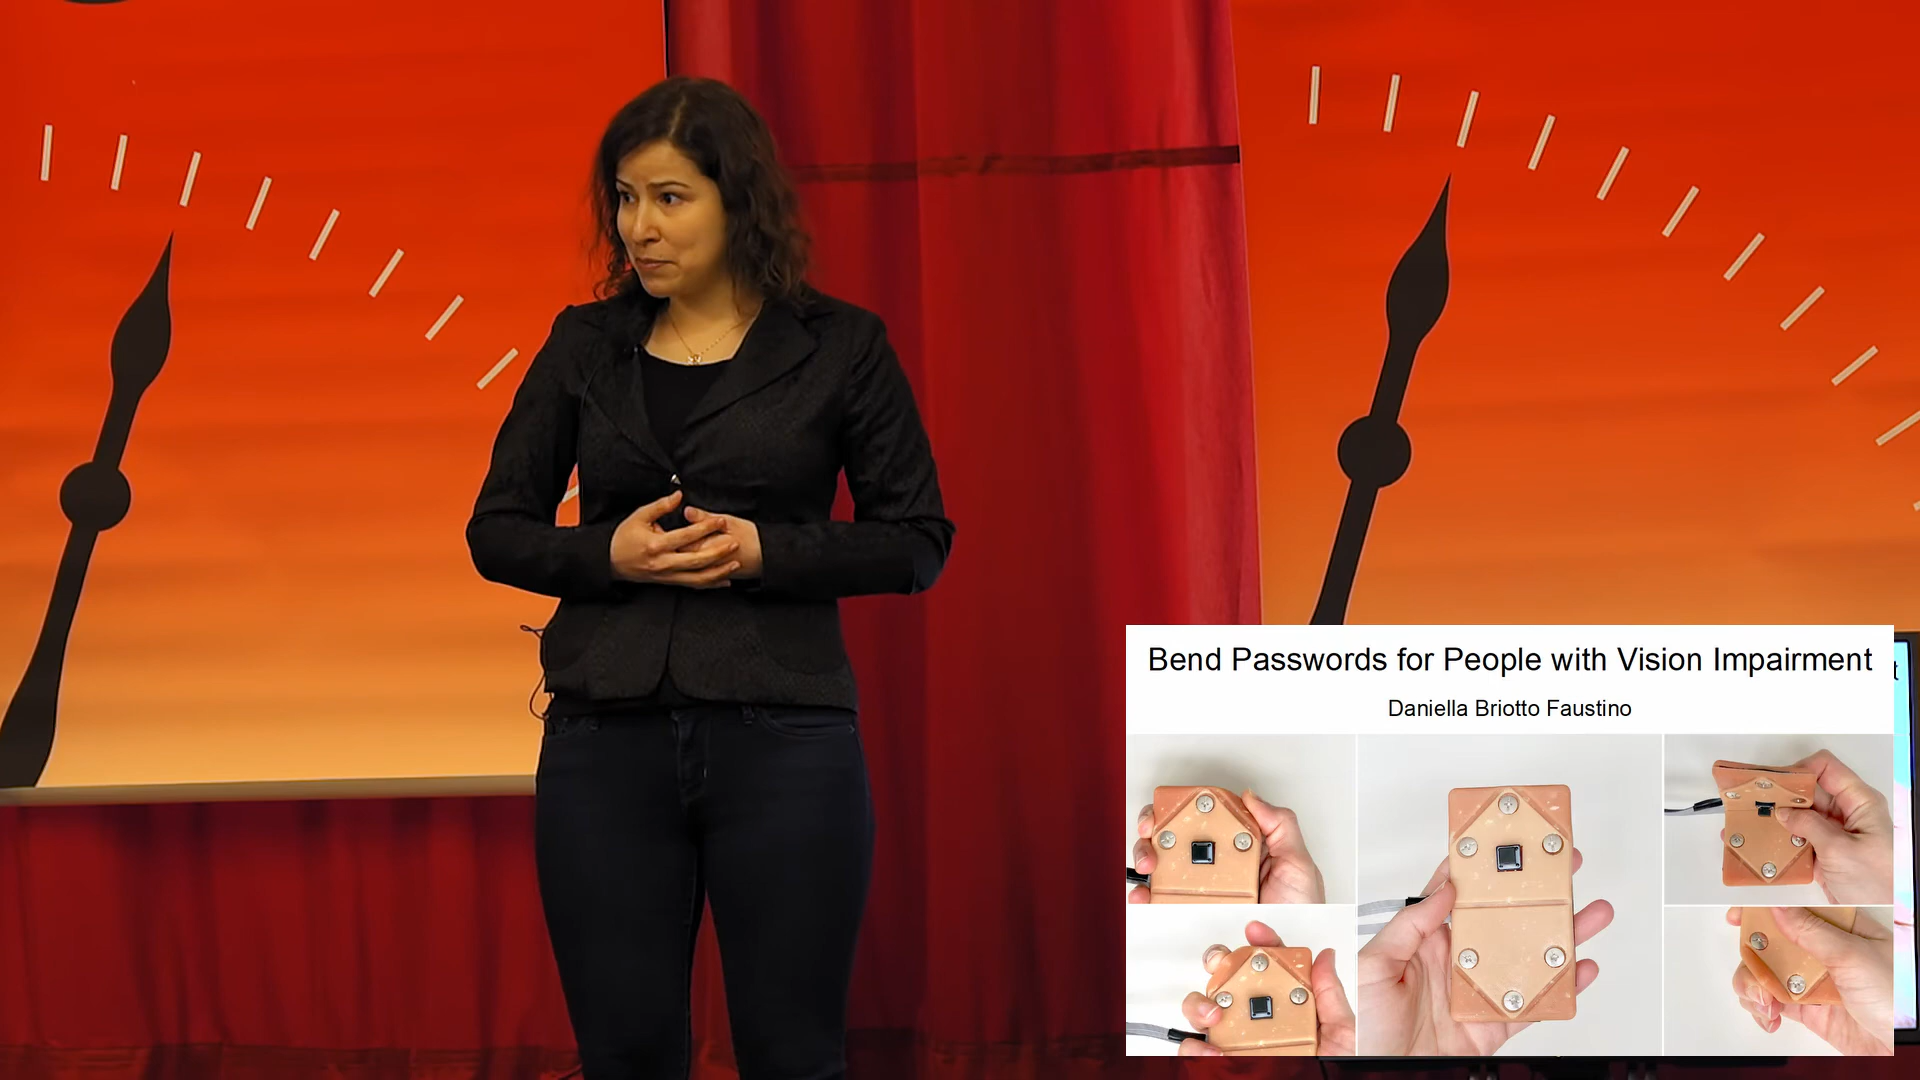 Bend Passwords for People with Vision Impairment
Daniella Briotto Faustino
t